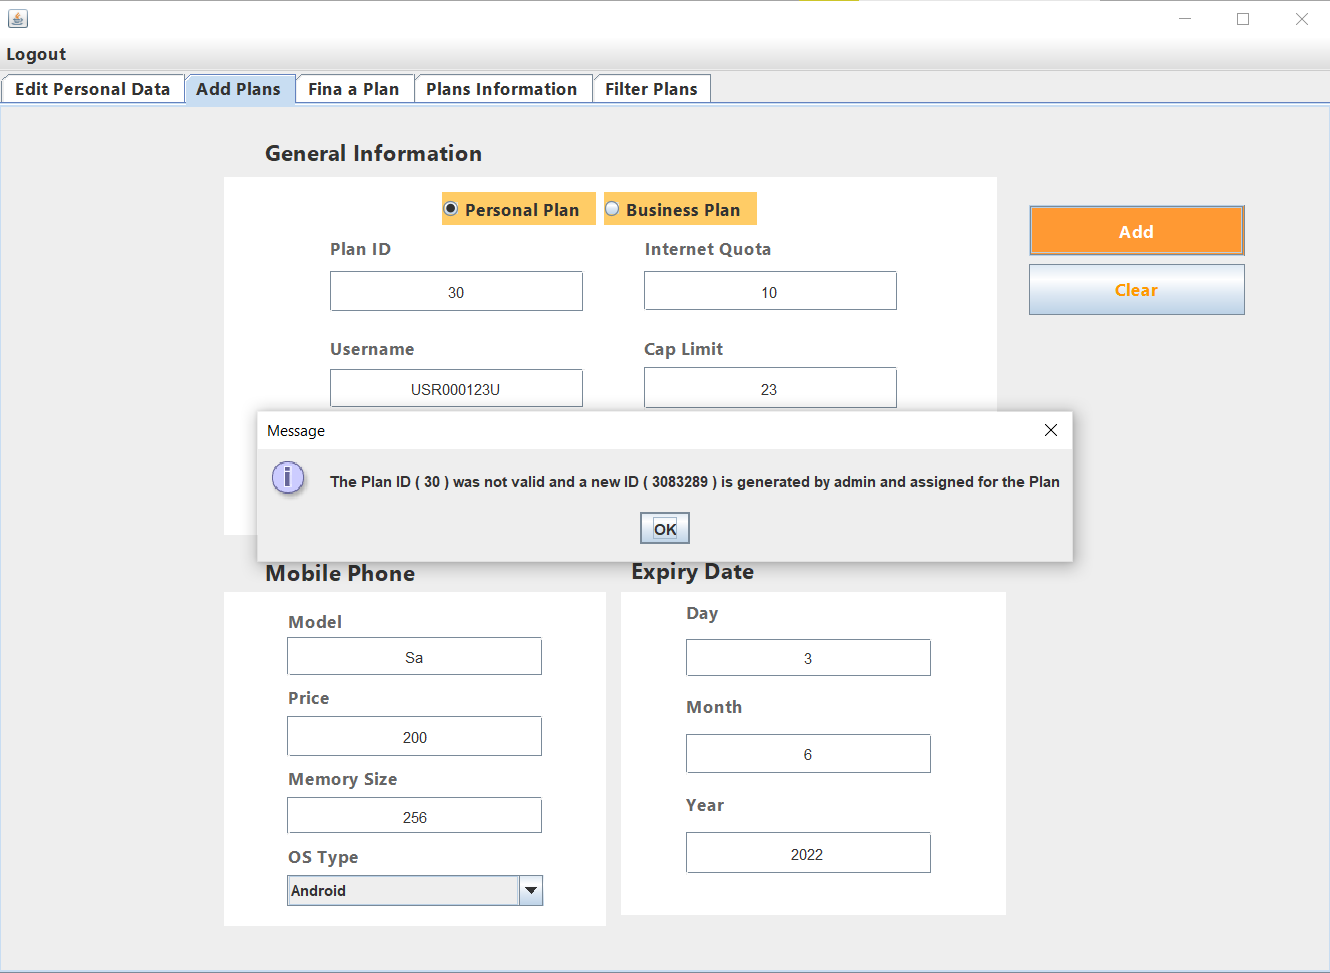 Logout
Edit Personal Data
Add Plans
Fina a Plan
Plans Information
Filter Plans
General Information
Personal Plan
Business Plan
Add
Clear
Plan ID
Internet Quota
30
10
Username
Cap Limit
USR000123U
23
Message
The Plan ID ( 30 ) was not valid and a new ID ( 3083289 ) is generated by admin and assigned for the Plan
OK
Mobile Phone
Expiry Date
Model
Sa
Price
200
Memory Size
256
OS Type
Android
Day
3
Month
6
Year
2022